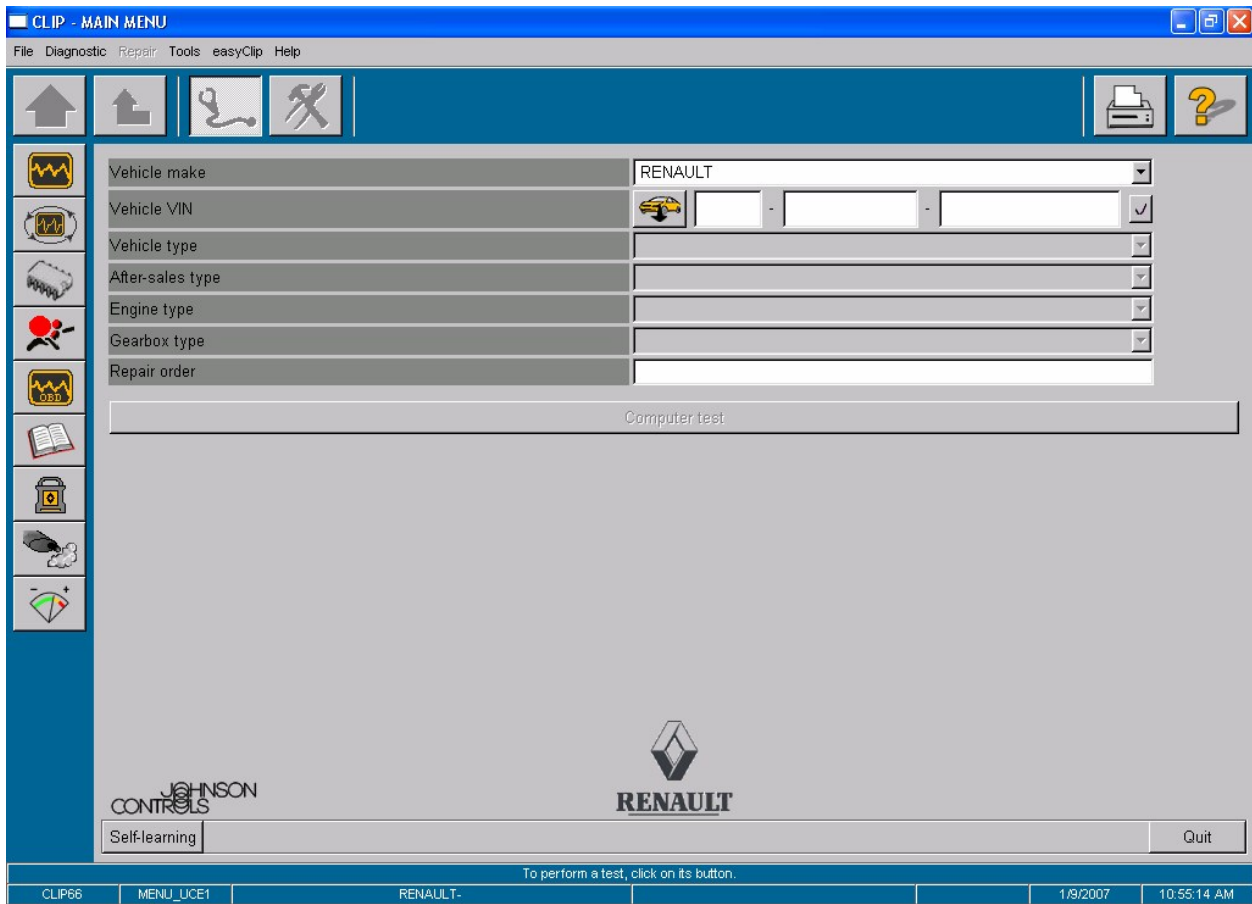 CLIP - MAIN MENU
File Diagnostic Repair Tools easyClip Help
Vehicle make RENAULT
Vehicle VIN - -
Vehicle type
After-sales type
Engine type
Gearbox type
Repair order
OBD
Computer test
JOHNSON
CONTROLS
RENAULT
Self-learning Quit
To perform a test, click on its button.
CLIP66 MENU_UCE1 RENAULT- 1/9/2007 10:55:14 AM